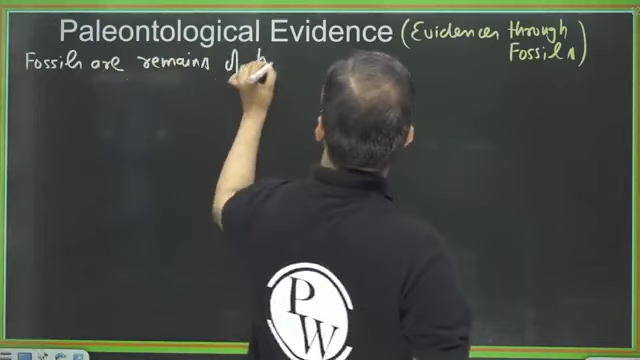 Paleontological Evidence (Evidences through Fossils)
Fossils are remains of h
PW